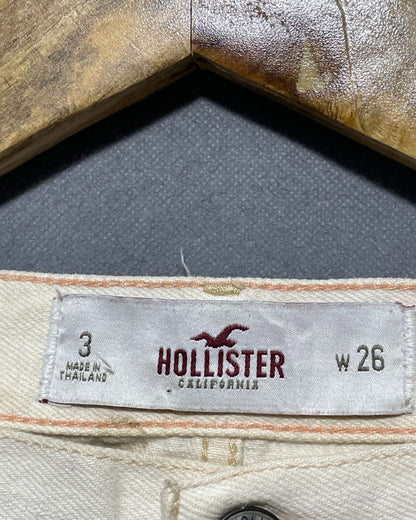 3
MADE IN
THAILAND
HOLLISTER
CALIFORNIA
W 26